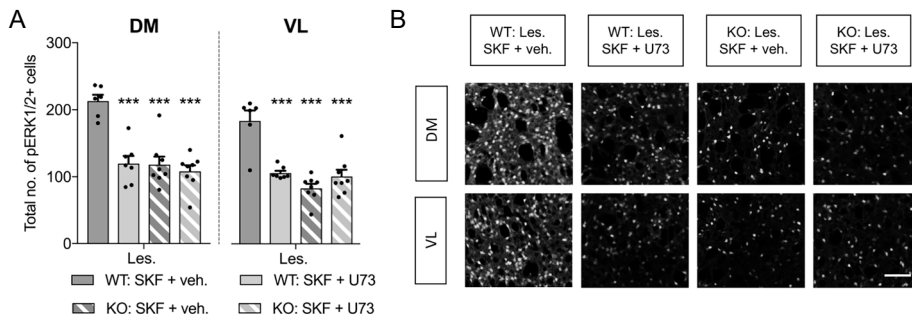 A
DM
VL
Total no. of pERK1/2+ cells
300
200
100
0
***
***
***
***
***
***
Les.
Les.
WT: SKF + veh.
WT: SKF + U73
KO: SKF + veh.
KO: SKF + U73
B
WT: Les.
SKF + veh.
WT: Les.
SKF + U73
KO: Les.
SKF + veh.
KO: Les.
SKF + U73
DM
VL